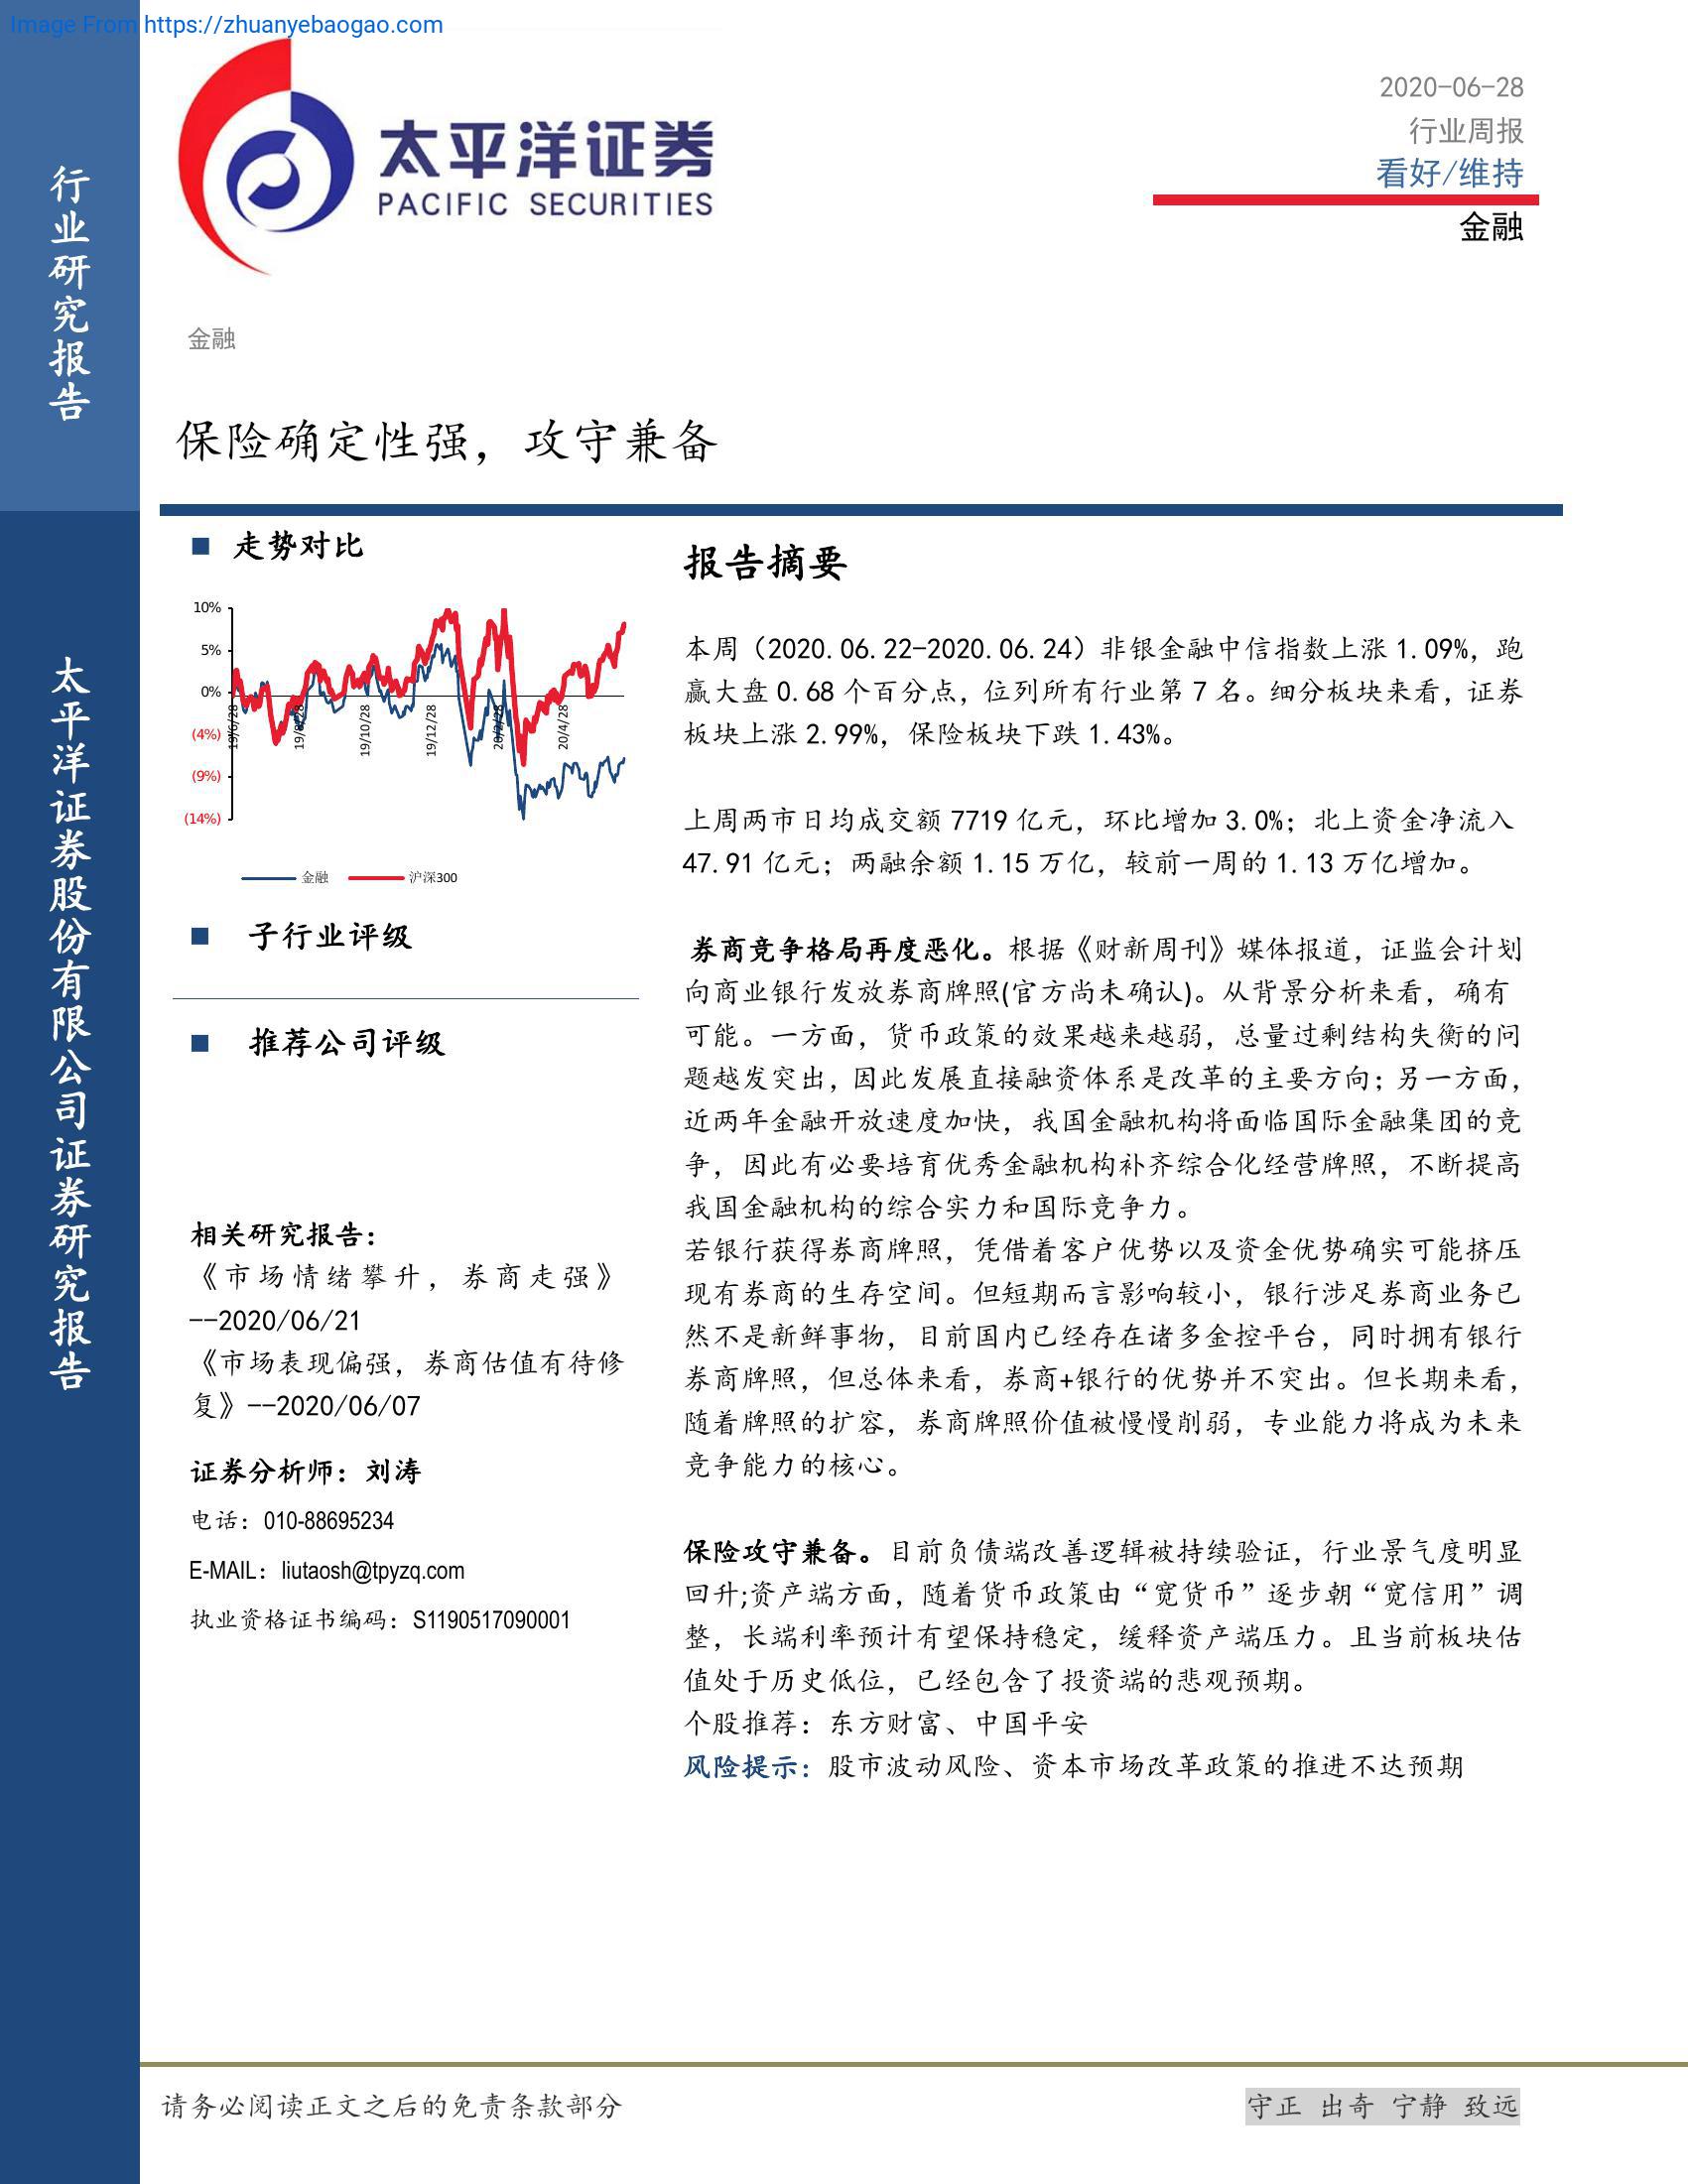 Image From https://zhuanyebaogao.com
行业研究报告
太平洋证券股份有限公司证券研究报告
太平洋证券
PACIFIC SECURITIES
2020-06-28
行业周报
看好/维持
金融
金融
保险确定性强，攻守兼备
■ 走势对比
10%
5%
0%
(4%)
(9%)
(14%)
19/6/28
19/8/28
19/10/28
19/12/28
20/2/28
20/4/28
金融 沪深300
■ 子行业评级
■ 推荐公司评级
相关研究报告：
《市场情绪攀升，券商走强》
--2020/06/21
《市场表现偏强，券商估值有待修
复》--2020/06/07
证券分析师：刘涛
电话：010-88695234
E-MAIL：liutaosh@tpyzq.com
执业资格证书编码：S1190517090001
报告摘要
本周（2020.06.22-2020.06.24）非银金融中信指数上涨 1.09%，跑
赢大盘 0.68 个百分点，位列所有行业第 7 名。细分板块来看，证券
板块上涨 2.99%，保险板块下跌 1.43%。
上周两市日均成交额 7719 亿元，环比增加 3.0%；北上资金净流入
47.91 亿元；两融余额 1.15 万亿，较前一周的 1.13 万亿增加。
券商竞争格局再度恶化。根据《财新周刊》媒体报道，证监会计划
向商业银行发放券商牌照(官方尚未确认)。从背景分析来看，确有
可能。一方面，货币政策的效果越来越弱，总量过剩结构失衡的问
题越发突出，因此发展直接融资体系是改革的主要方向；另一方面，
近两年金融开放速度加快，我国金融机构将面临国际金融集团的竞
争，因此有必要培育优秀金融机构补齐综合化经营牌照，不断提高
我国金融机构的综合实力和国际竞争力。
若银行获得券商牌照，凭借着客户优势以及资金优势确实可能挤压
现有券商的生存空间。但短期而言影响较小，银行涉足券商业务已
然不是新鲜事物，目前国内已经存在诸多金控平台，同时拥有银行
券商牌照，但总体来看，券商+银行的优势并不突出。但长期来看，
随着牌照的扩容，券商牌照价值被慢慢削弱，专业能力将成为未来
竞争能力的核心。
保险攻守兼备。目前负债端改善逻辑被持续验证，行业景气度明显
回升;资产端方面，随着货币政策由“宽货币”逐步朝“宽信用”调
整，长端利率预计有望保持稳定，缓释资产端压力。且当前板块估
值处于历史低位，已经包含了投资端的悲观预期。
个股推荐：东方财富、中国平安
风险提示：股市波动风险、资本市场改革政策的推进不达预期
请务必阅读正文之后的免责条款部分
守正 出奇 宁静 致远